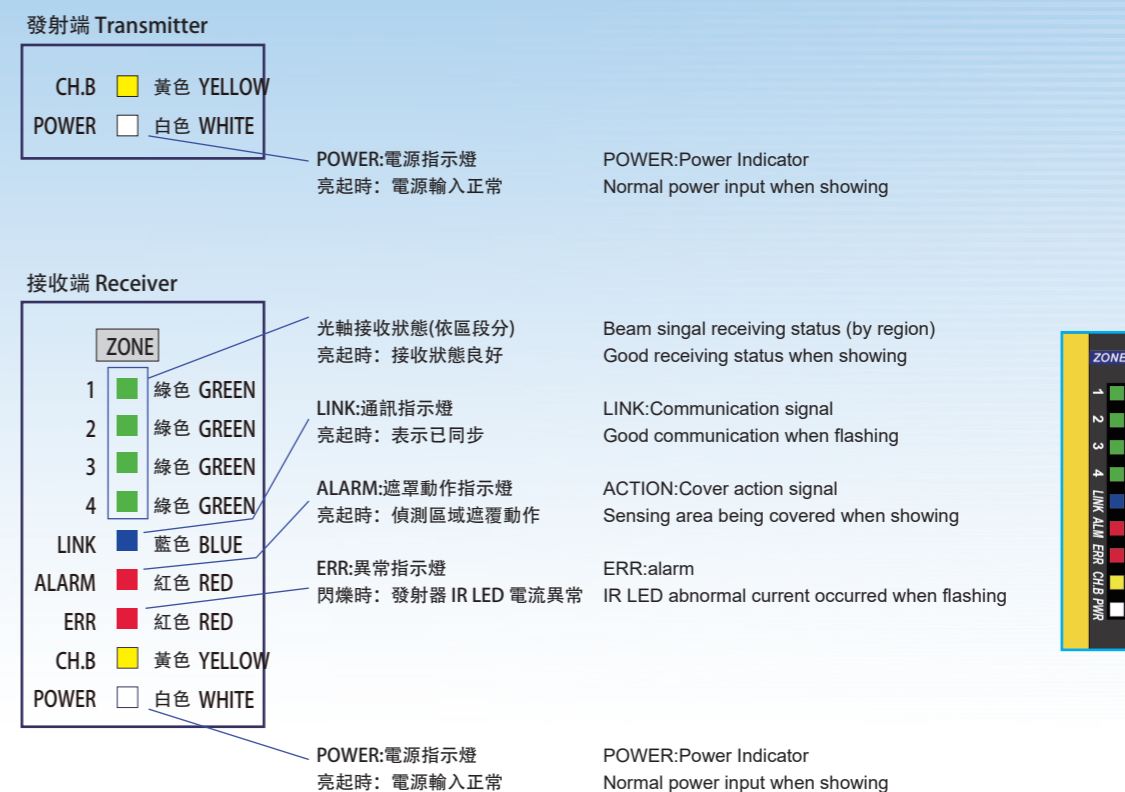 發射端 Transmitter
CH.B 黃色 YELLOW
POWER 白色 WHITE
POWER:電源指示燈 POWER:Power Indicator
亮起時：電源輸入正常 Normal power input when showing
接收端 Receiver
ZONE
1 綠色 GREEN
2 綠色 GREEN
3 綠色 GREEN
4 綠色 GREEN
LINK 藍色 BLUE
ALARM 紅色 RED
ERR 紅色 RED
CH.B 黃色 YELLOW
POWER 白色 WHITE
光軸接收狀態(依區段分) Beam singal receiving status (by region)
亮起時：接收狀態良好 Good receiving status when showing
LINK:通訊指示燈 LINK:Communication signal
亮起時：表示已同步 Good communication when flashing
ALARM:遮罩動作指示燈 ACTION:Cover action signal
亮起時：偵測區域遮覆動作 Sensing area being covered when showing
ERR:異常指示燈 ERR:alarm
閃爍時：發射器 IR LED 電流異常 IR LED abnormal current occurred when flashing
POWER:電源指示燈 POWER:Power Indicator
亮起時：電源輸入正常 Normal power input when showing
ZONE
1
2
3
4
LINK
ALM
ERR
CH.B
PWR